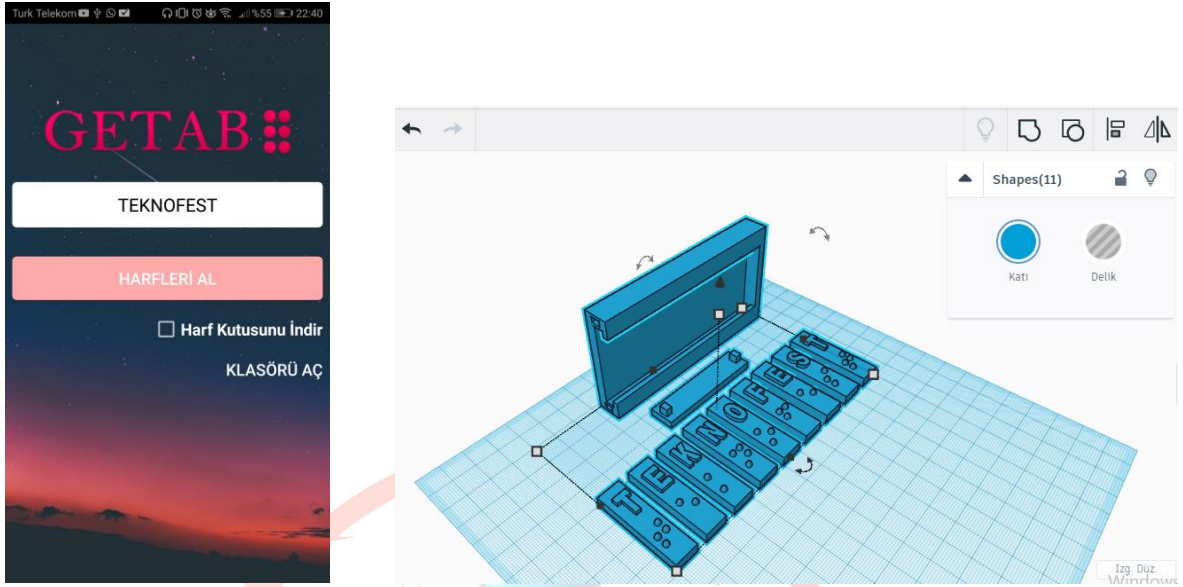 Turk Telekom %55 22:40
GETAB
TEKNOFEST
HARFLERİ AL
Harf Kutusunu İndir
KLASÖRÜ AÇ
Shapes(11)
Katı Delik
T E K N O F E S T
Izg. Düz.
Windows